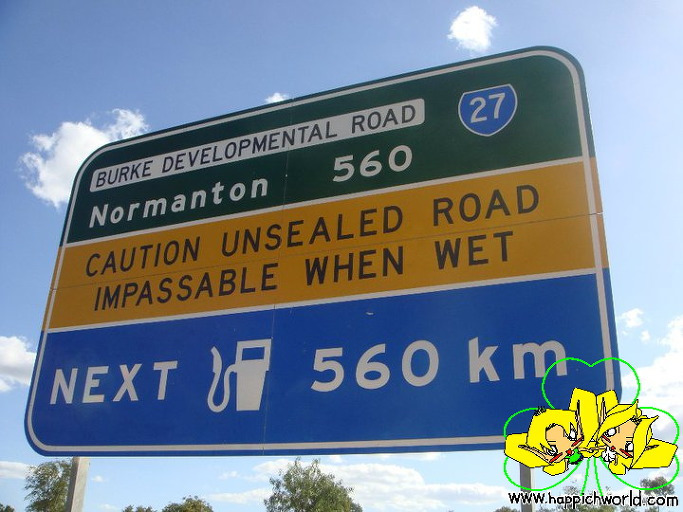 BURKE DEVELOPMENTAL ROAD 27
Normanton 560
CAUTION UNSEALED ROAD
IMPASSABLE WHEN WET
NEXT 560 km
www.happichworld.com